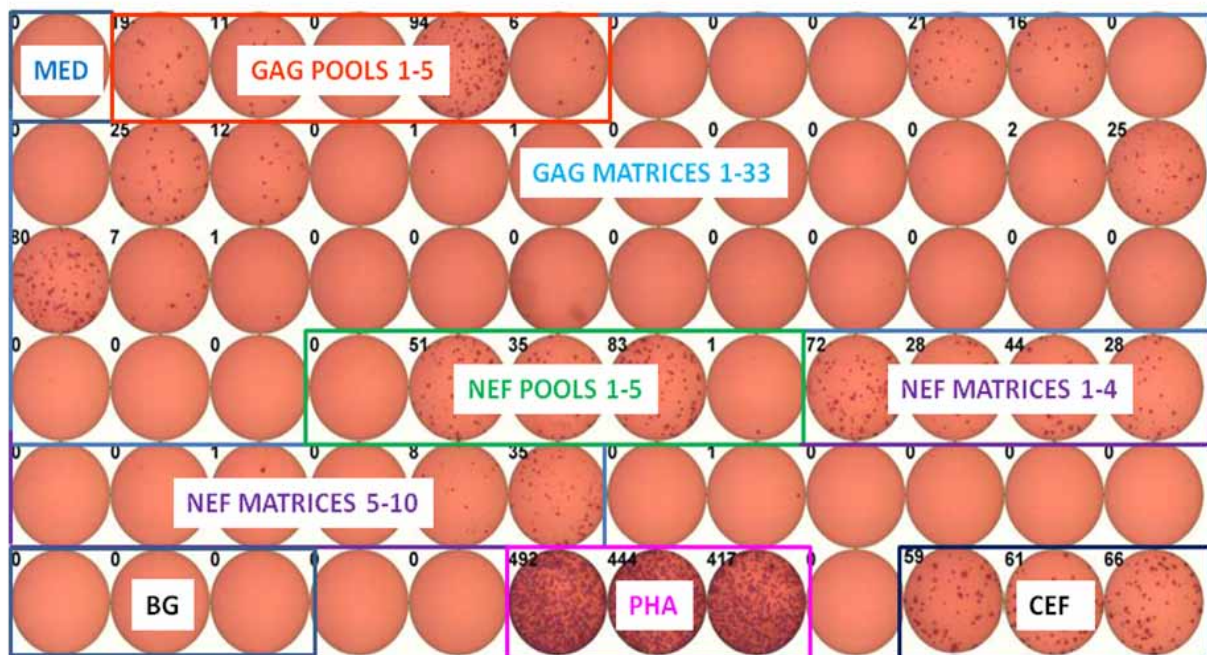 0 19 11 0 94 6 0 0 0 21 16 0
MED GAG POOLS 1-5
0 25 12 0 1 1 0 0 0 0 2 25
GAG MATRICES 1-33
80 7 1 0 0 0 0 0 0 0 0 0
0 0 0 0 51 35 83 1 72 28 44 28
NEF POOLS 1-5 NEF MATRICES 1-4
0 0 1 0 8 35 0 1 0 0 0 0
NEF MATRICES 5-10
0 0 0 0 0 492 444 417 0 59 61 66
BG PHA CEF